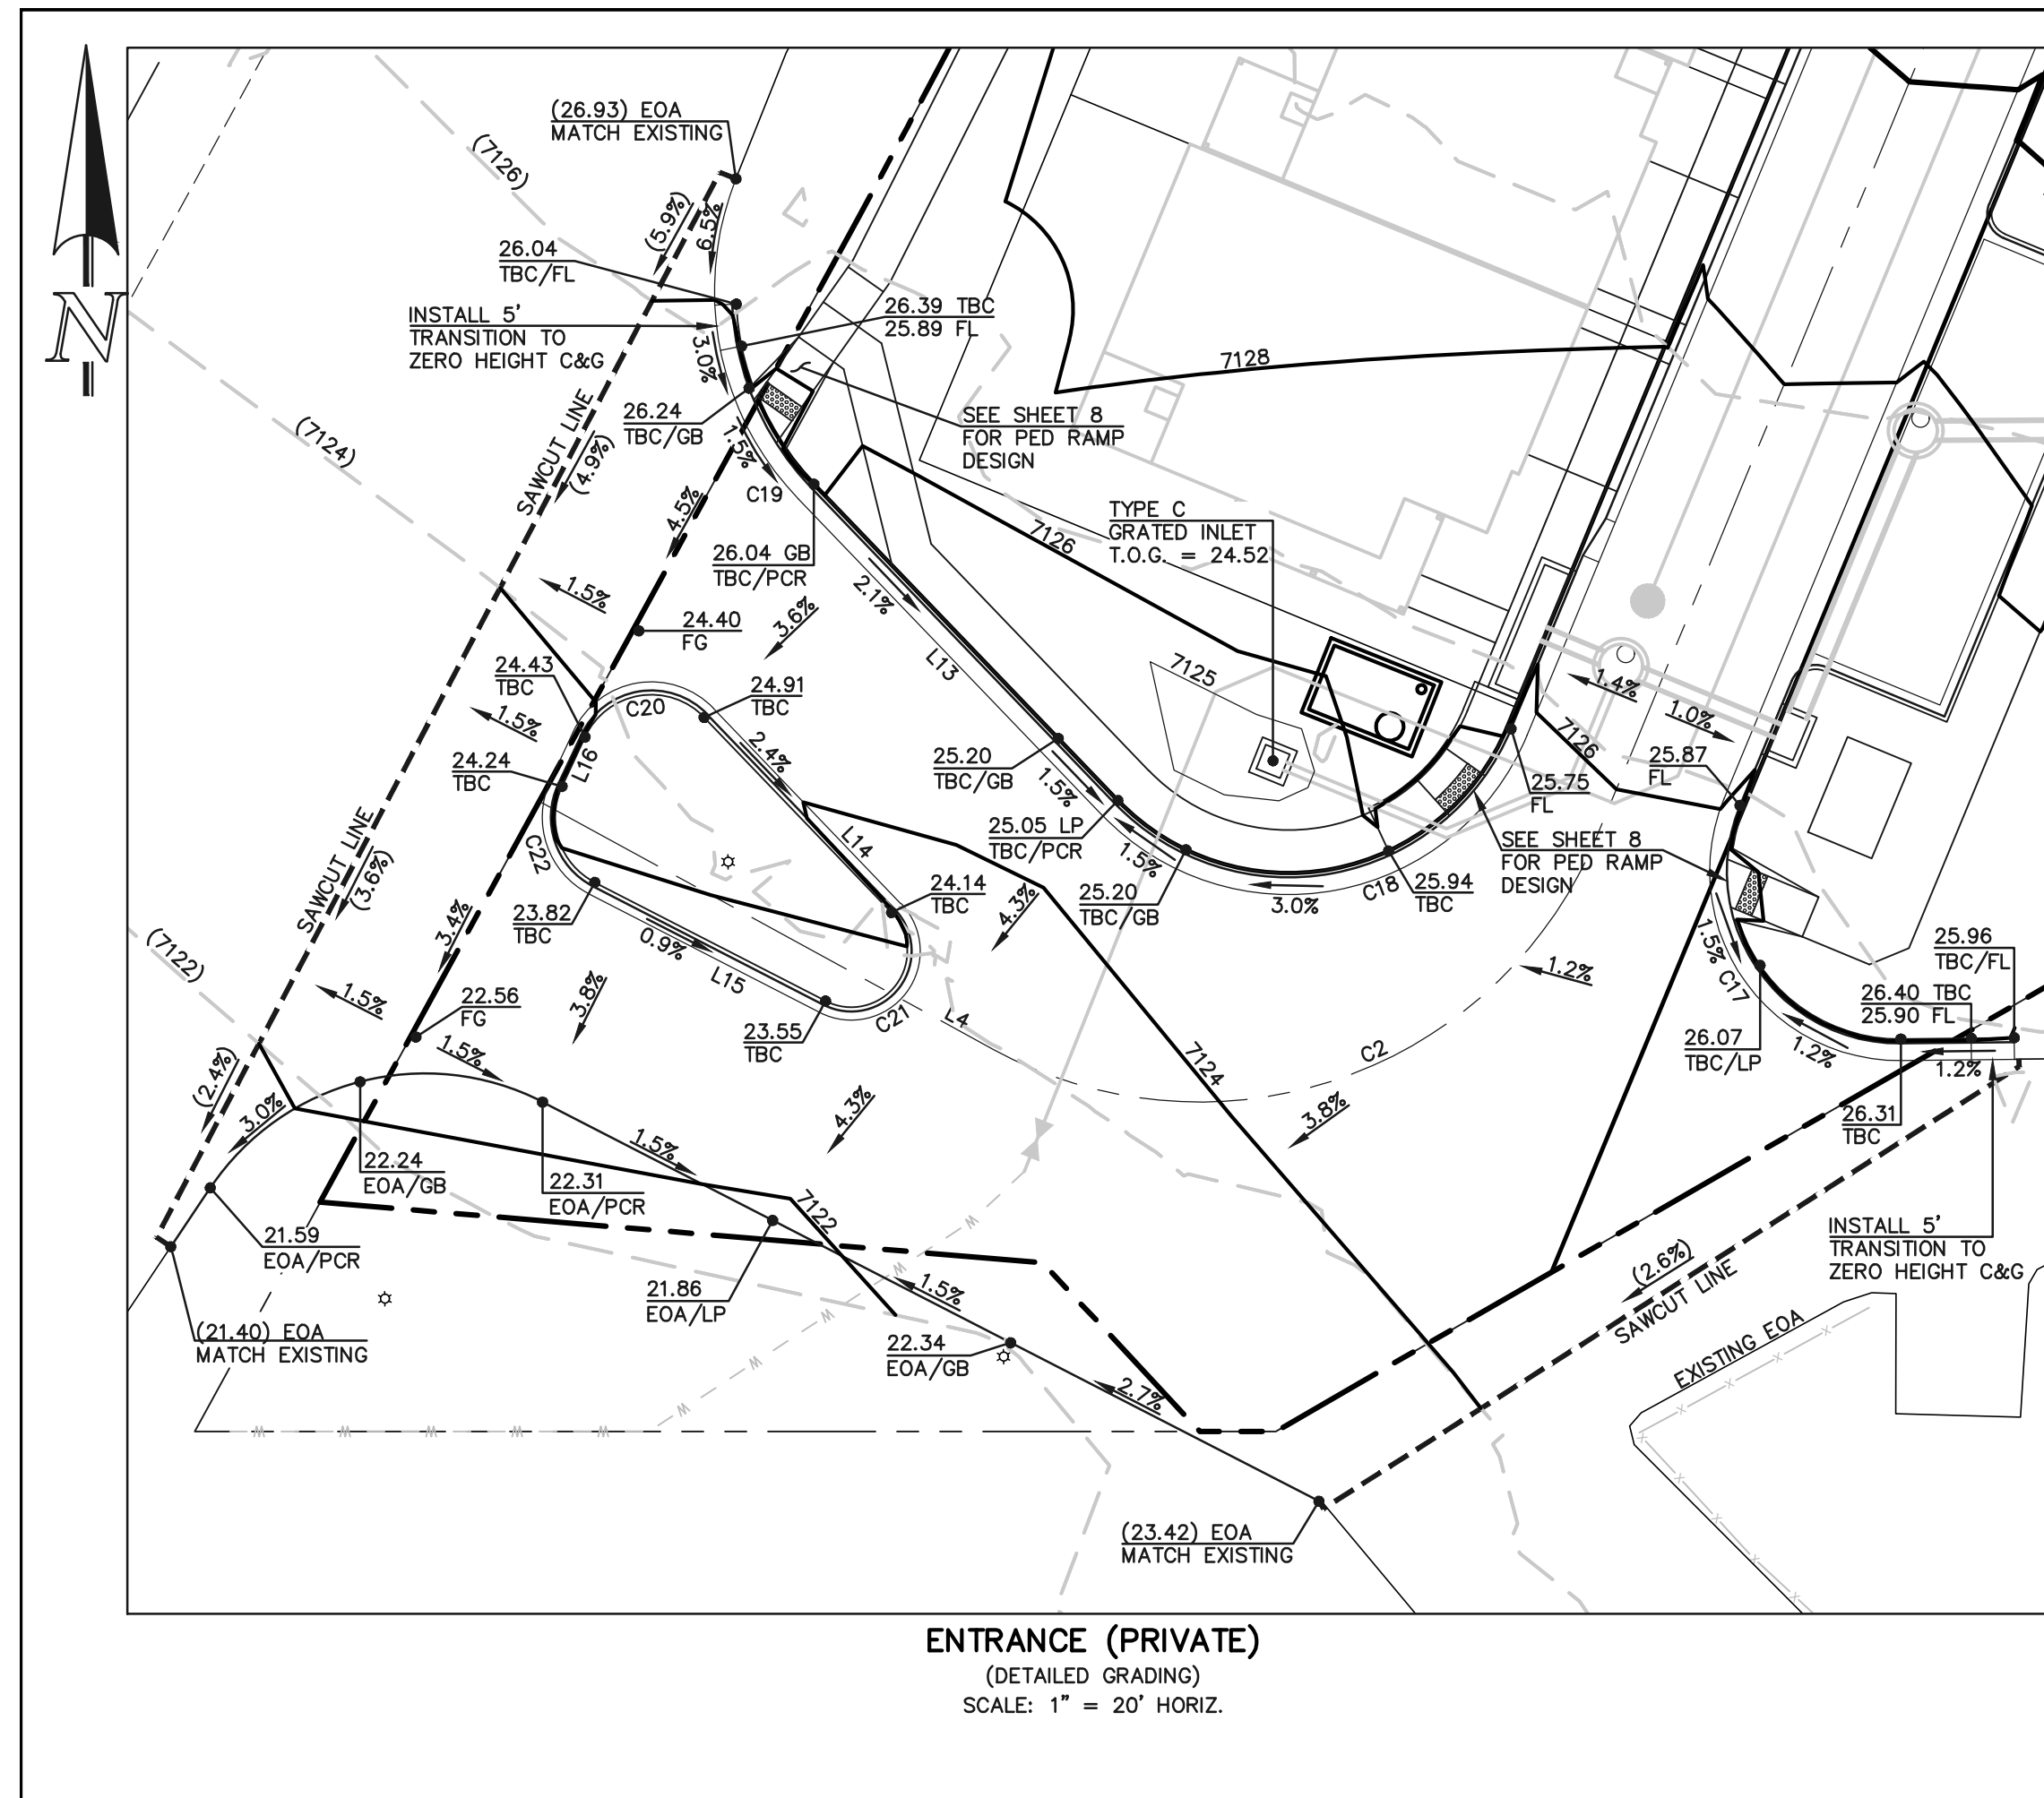 (26.93) EOA
MATCH EXISTING
(7126)
(5.9%)
6.5%
26.04
TBC/FL
N
INSTALL 5'
TRANSITION TO
ZERO HEIGHT C&G
26.39 TBC
25.89 FL
3.0%
7128
(7124)
SAWCUT LINE
(4.9%)
26.24
TBC/GB
1.5%
C19
SEE SHEET 8
FOR PED RAMP
DESIGN
4.5%
26.04 GB
TBC/PCR
7126
TYPE C
GRATED INLET
T.O.G. = 24.52
1.5%
2.1%
3.6%
24.40
FG
L13
24.43
TBC
24.91
TBC
C20
7125
1.4%
1.0%
1.5%
L16
2.4%
24.24
TBC
25.20
TBC/GB
7126
25.87
FL
25.75
FL
1.5%
SAWCUT LINE
(3.6%)
C22
L14
25.05 LP
TBC/PCR
1.5%
SEE SHEET 8
FOR PED RAMP
DESIGN
24.14
TBC
25.20
TBC/GB
3.0%
C18
25.94
TBC
23.82
TBC
3.4%
0.9%
L15
4.3%
(7122)
1.5%
22.56
FG
3.8%
23.55
TBC
C21
L4
1.2%
1.5%
C17
25.96
TBC/FL
26.40 TBC
25.90 FL
26.07
TBC/LP
1.2%
1.2%
(2.4%)
3.0%
1.5%
7124
C2
4.3%
3.8%
26.31
TBC
22.24
EOA/GB
1.5%
22.31
EOA/PCR
7122
21.59
EOA/PCR
W
INSTALL 5'
TRANSITION TO
ZERO HEIGHT C&G
(2.6%)
SAWCUT LINE
21.86
EOA/LP
W
1.5%
W
(21.40) EOA
MATCH EXISTING
22.34
EOA/GB
W
EXISTING EOA
2.7%
W
W W W W W
(23.42) EOA
MATCH EXISTING
ENTRANCE (PRIVATE)
(DETAILED GRADING)
SCALE: 1" = 20' HORIZ.